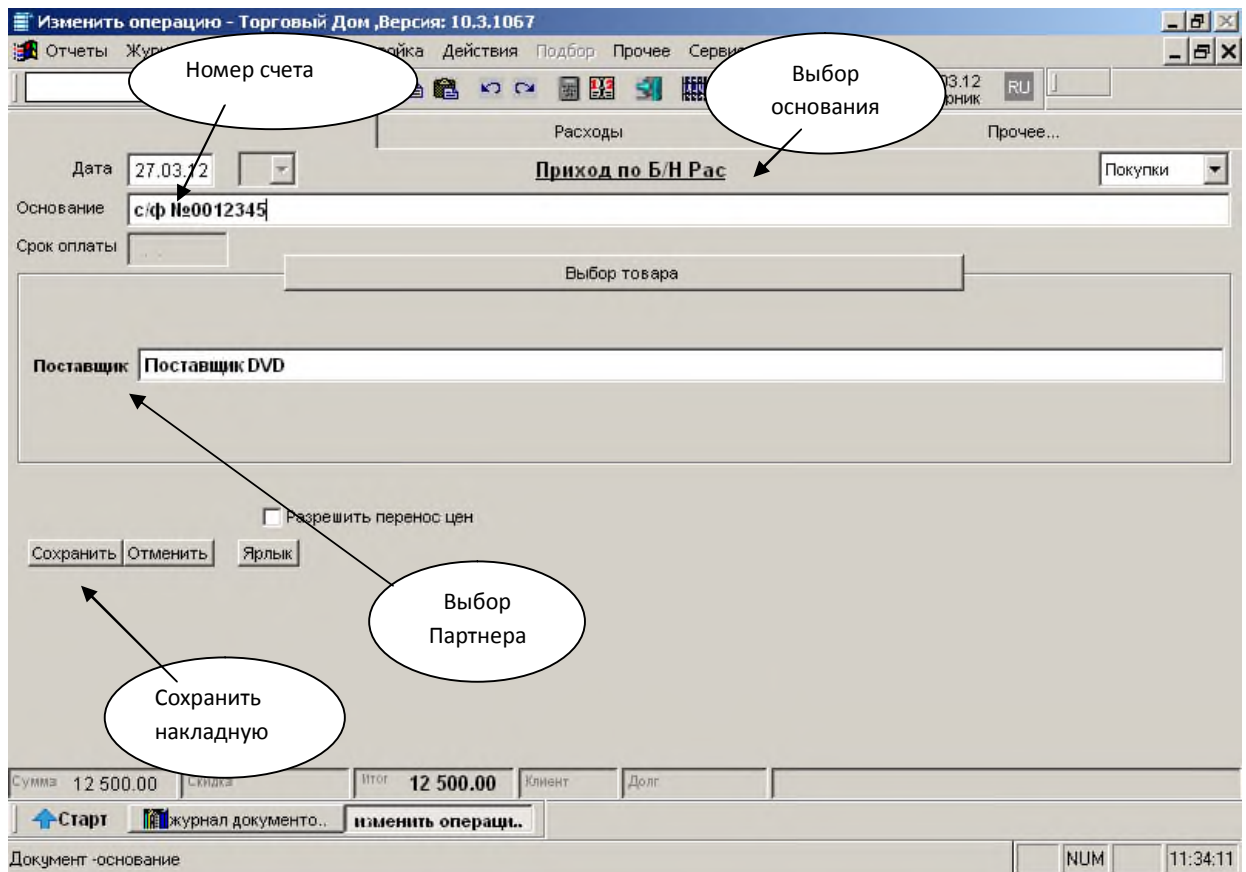 Изменить операцию - Торговый Дом ,Версия: 10.3.1067
Отчеты Действия Подбор Прочее
Номер счета
Выбор
основания
03.12
RU
Расходы Прочее...
Дата 27.03.12 Приход по Б/Н Рас Покупки
Основание с/ф №0012345
Срок оплаты
Выбор товара
Поставщик Поставщик DVD
Разрешить перенос цен
Сохранить Отменить Ярлык
Выбор
Партнера
Сохранить
накладную
Сумма 12 500.00 Скидка Итог 12 500.00 Клиент Долг
Старт журнал документо.. изменить операци..
Документ -основание NUM 11:34:11